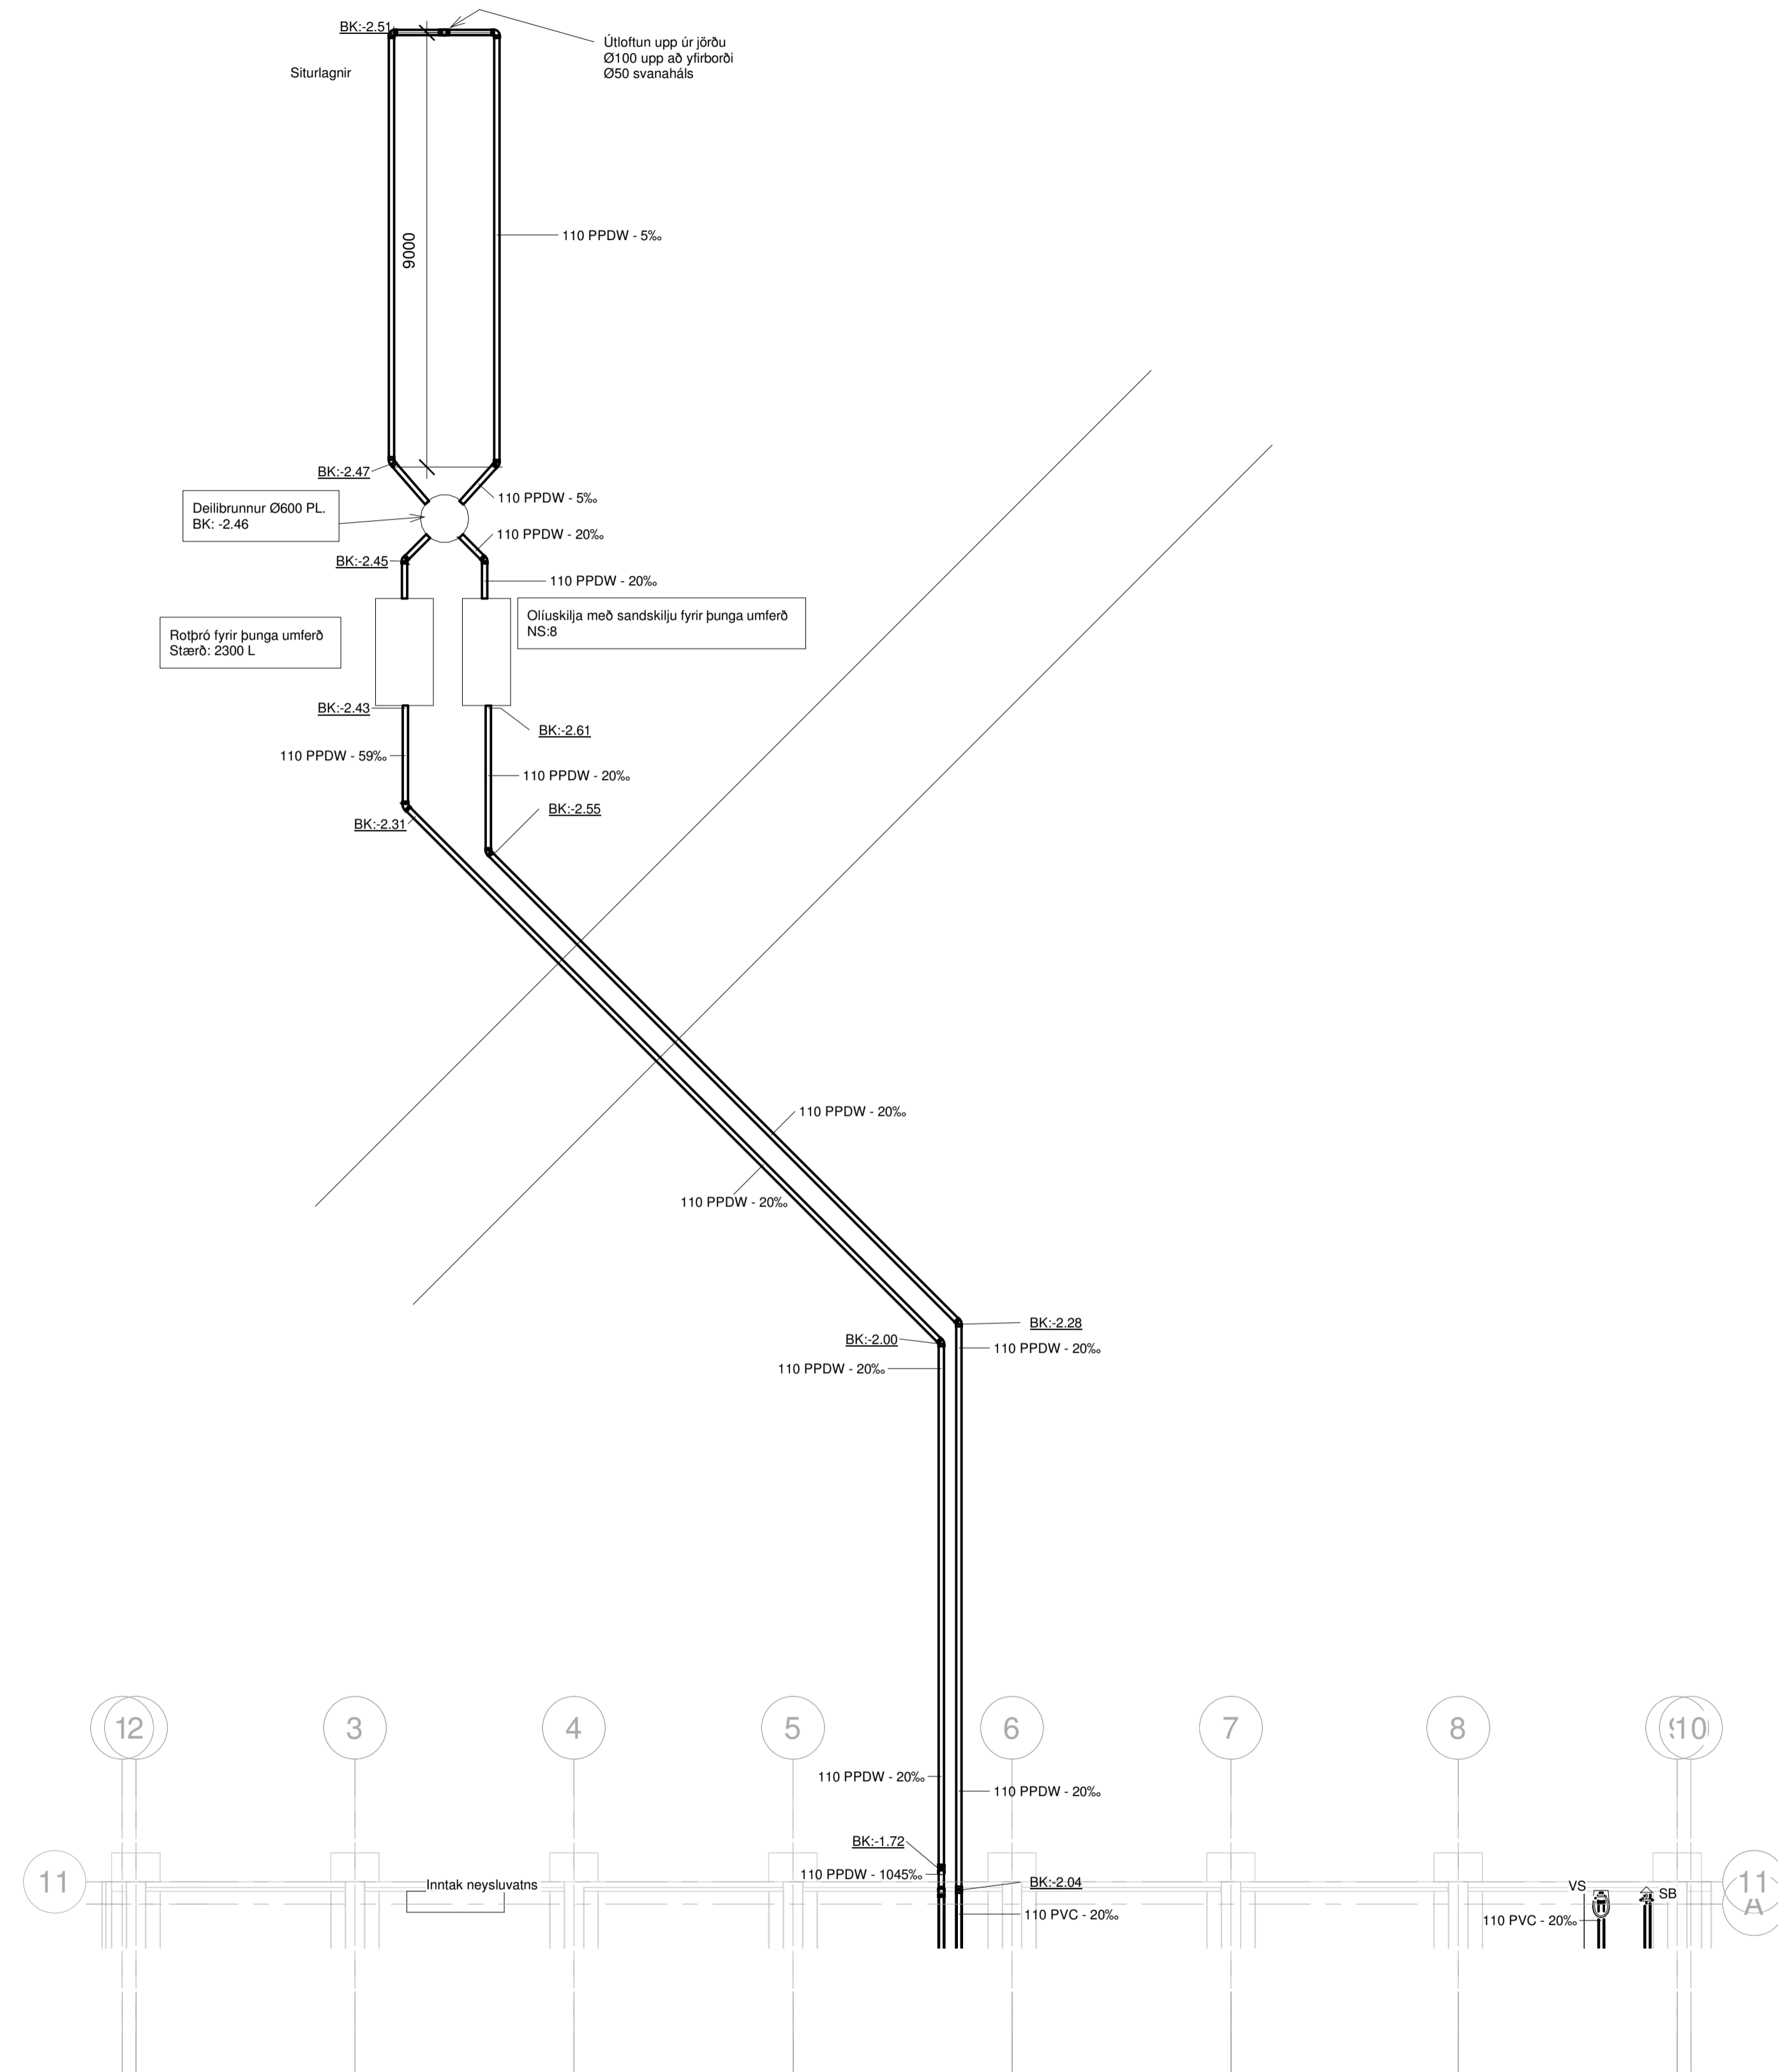 BK:-2.51
Siturlagnir
Útloftun upp úr jörðu
Ø100 upp að yfirborði
Ø50 svanaháls
9000
110 PPDW - 5‰
BK:-2.47
110 PPDW - 5‰
Deilibrunnur Ø600 PL.
BK: -2.46
110 PPDW - 20‰
BK:-2.45
110 PPDW - 20‰
Olíuskilja með sandskilju fyrir þunga umferð
NS:8
Rotþró fyrir þunga umferð
Stærð: 2300 L
BK:-2.43
BK:-2.61
110 PPDW - 59‰
110 PPDW - 20‰
BK:-2.55
BK:-2.31
110 PPDW - 20‰
110 PPDW - 20‰
BK:-2.28
BK:-2.00
110 PPDW - 20‰
110 PPDW - 20‰
12
3
4
5
6
7
8
10
110 PPDW - 20‰
110 PPDW - 20‰
BK:-1.72
110 PPDW - 1045‰
BK:-2.04
11
Inntak neysluvatns
11
A
VS
SB
110 PVC - 20‰
110 PVC - 20‰